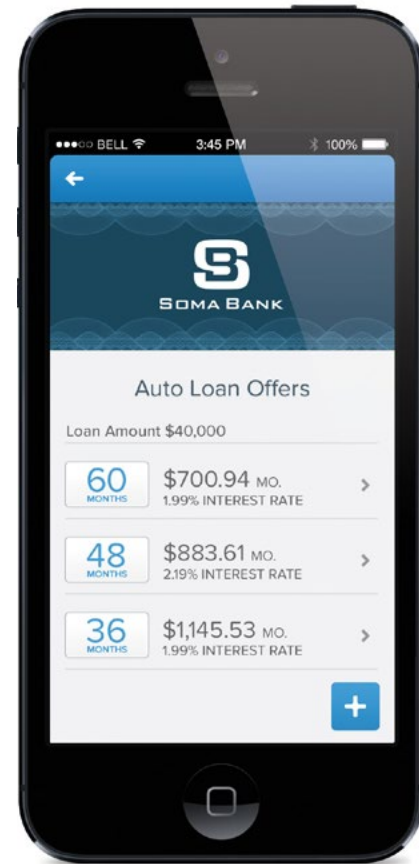 BELL 3:45 PM 100%
SB
SOMA BANK
Auto Loan Offers
Loan Amount $40,000
60 $700.94 MO.
MONTHS 1.99% INTEREST RATE
48 $883.61 MO.
MONTHS 2.19% INTEREST RATE
36 $1,145.53 MO.
MONTHS 1.99% INTEREST RATE
+